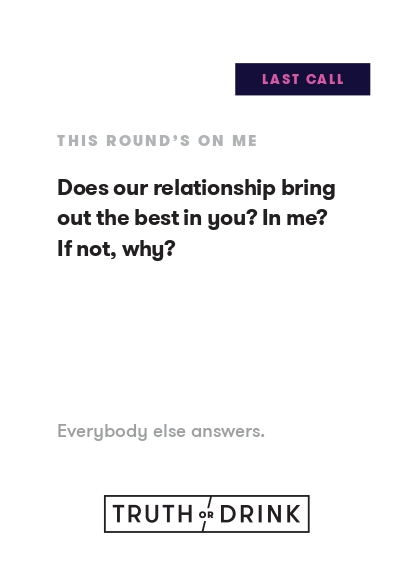 LAST CALL
THIS ROUND'S ON ME
Does our relationship bring
out the best in you? In me?
If not, why?
Everybody else answers.
TRUTH OR DRINK